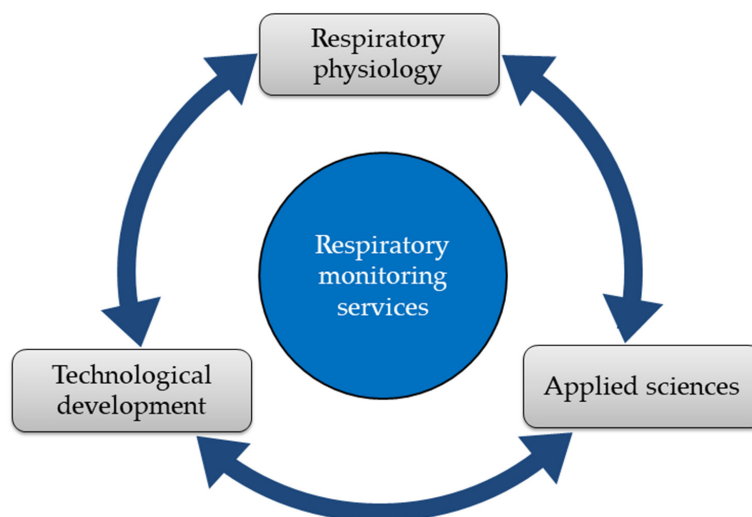 Respiratory
physiology
Respiratory
monitoring
services
Technological
development
Applied sciences